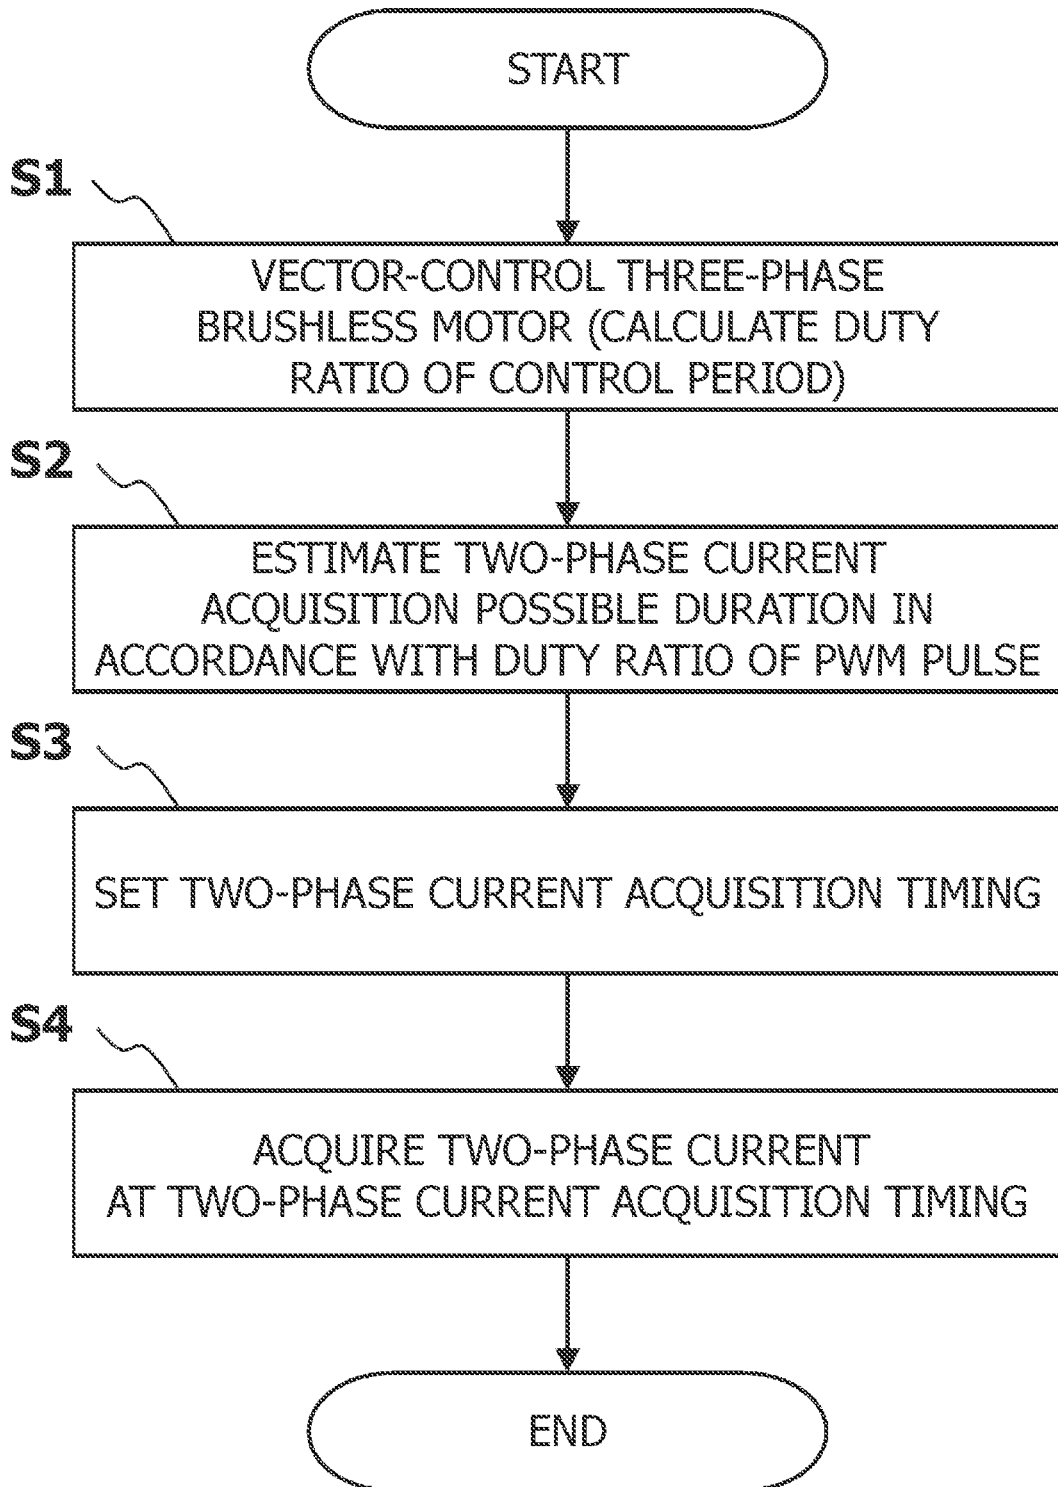 START
S1
VECTOR-CONTROL THREE-PHASE
BRUSHLESS MOTOR (CALCULATE DUTY
RATIO OF CONTROL PERIOD)
S2
ESTIMATE TWO-PHASE CURRENT
ACQUISITION POSSIBLE DURATION IN
ACCORDANCE WITH DUTY RATIO OF PWM PULSE
S3
SET TWO-PHASE CURRENT ACQUISITION TIMING
S4
ACQUIRE TWO-PHASE CURRENT
AT TWO-PHASE CURRENT ACQUISITION TIMING
END